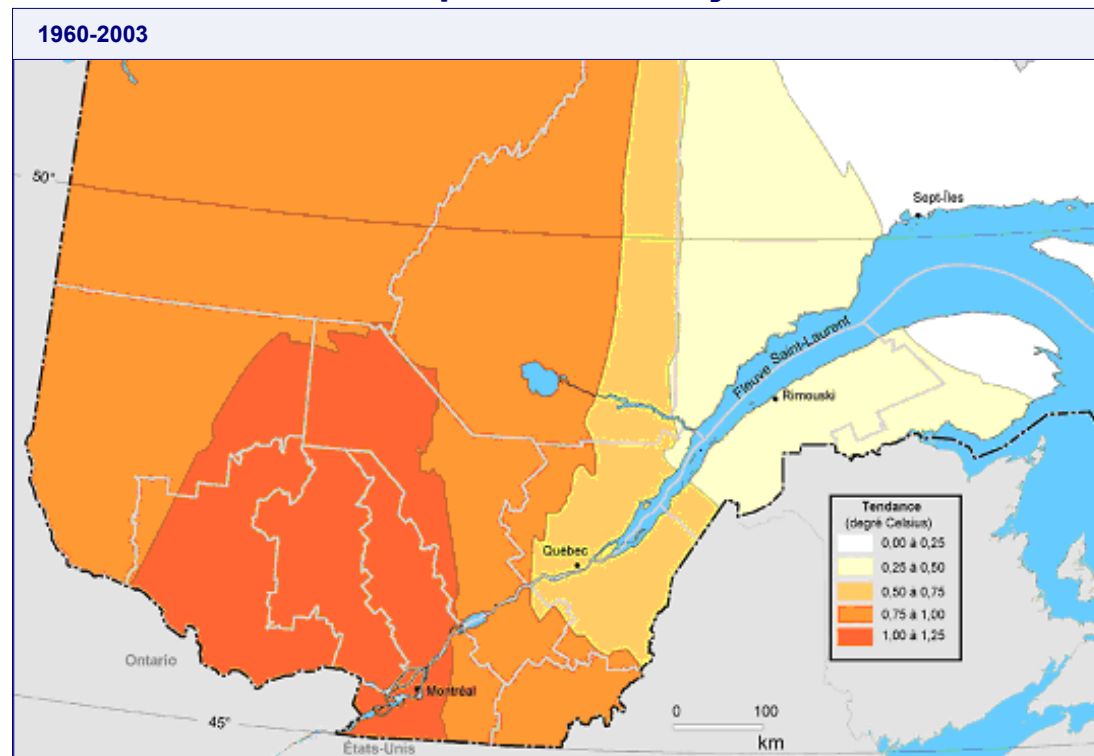 1960-2003
50°
Sept-Îles
Fleuve Saint-Laurent
Rimouski
Tendance
(degré Celsius)
0,00 à 0,25
0,25 à 0,50
0,50 à 0,75
0,75 à 1,00
1,00 à 1,25
Québec
Ontario
Montréal
45°
États-Unis
0 100
km